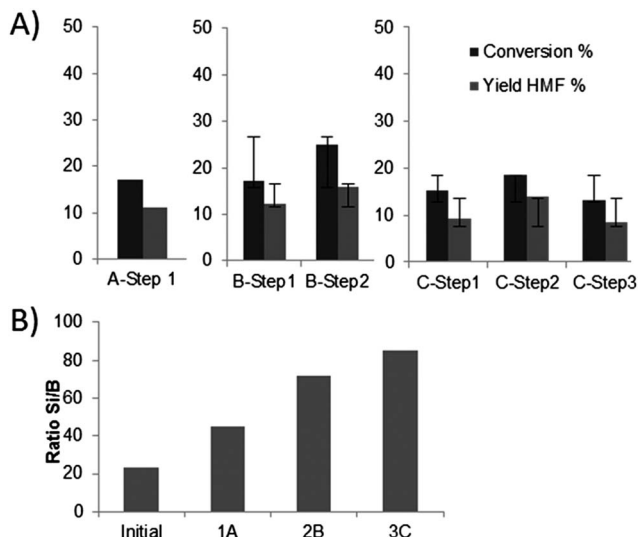 A)
50 50 50
40 40 40
30 30 30
20 20 20
10 10 10
0 0 0
Conversion %
Yield HMF %
A-Step 1 B-Step1 B-Step2 C-Step1 C-Step2 C-Step3
B)
Ratio Si/B
100
80
60
40
20
0
Initial 1A 2B 3C